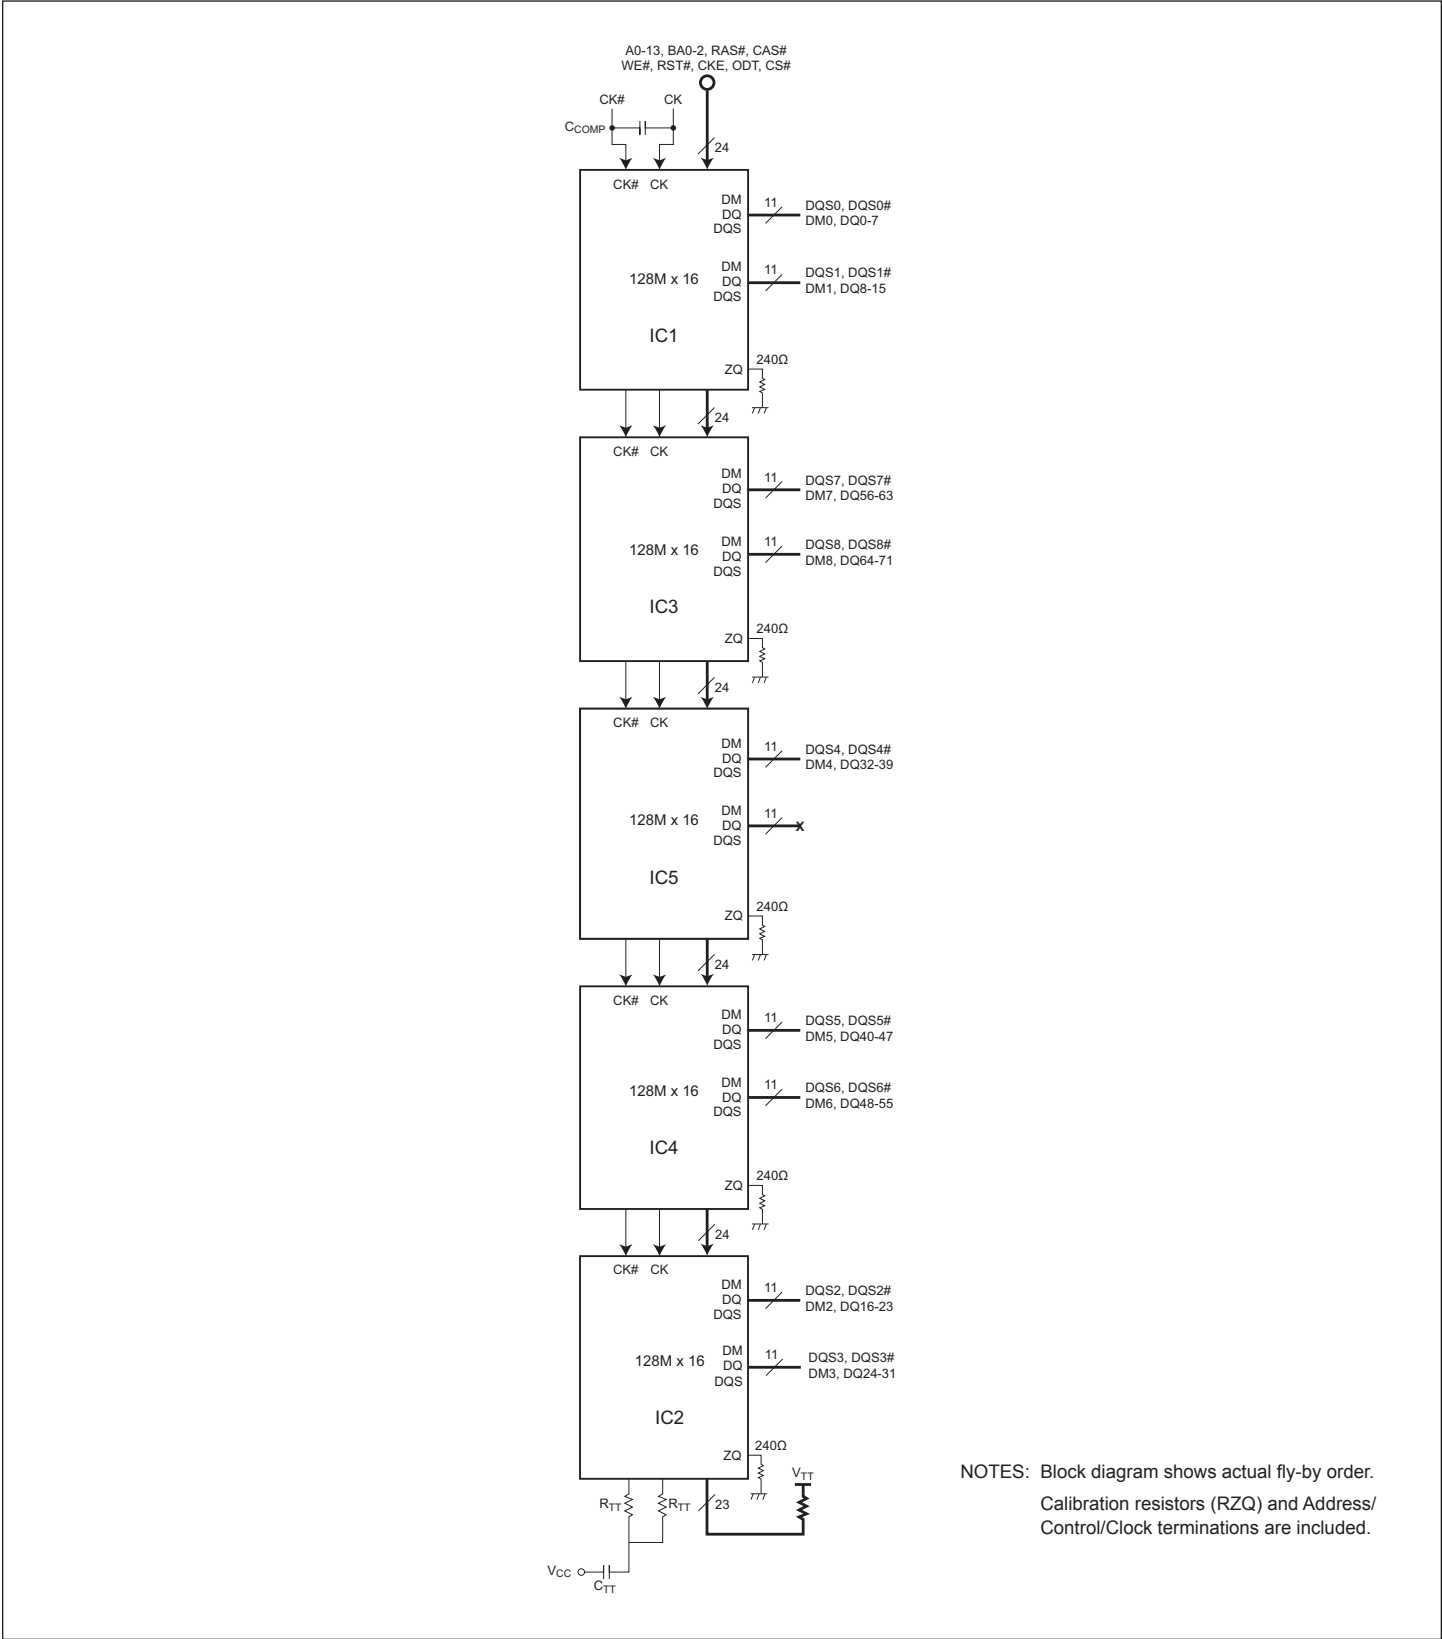 A0-13, BA0-2, RAS#, CAS#
WE#, RST#, CKE, ODT, CS#
CK# CK
CCOMP
24
CK# CK
DM
DQ
DQS
11
DQS0, DQS0#
DM0, DQ0-7
DM
DQ
DQS
11
DQS1, DQS1#
DM1, DQ8-15
128M x 16
IC1
ZQ
240Ω
24
CK# CK
DM
DQ
DQS
11
DQS7, DQS7#
DM7, DQ56-63
DM
DQ
DQS
11
DQS8, DQS8#
DM8, DQ64-71
128M x 16
IC3
ZQ
240Ω
24
CK# CK
DM
DQ
DQS
11
DQS4, DQS4#
DM4, DQ32-39
DM
DQ
DQS
11
x
128M x 16
IC5
ZQ
240Ω
24
CK# CK
DM
DQ
DQS
11
DQS5, DQS5#
DM5, DQ40-47
DM
DQ
DQS
11
DQS6, DQS6#
DM6, DQ48-55
128M x 16
IC4
ZQ
240Ω
24
CK# CK
DM
DQ
DQS
11
DQS2, DQS2#
DM2, DQ16-23
DM
DQ
DQS
11
DQS3, DQS3#
DM3, DQ24-31
128M x 16
IC2
ZQ
240Ω
VTT
RTT RTT
23
VCC
CTT
NOTES: Block diagram shows actual fly-by order.
Calibration resistors (RZQ) and Address/
Control/Clock terminations are included.